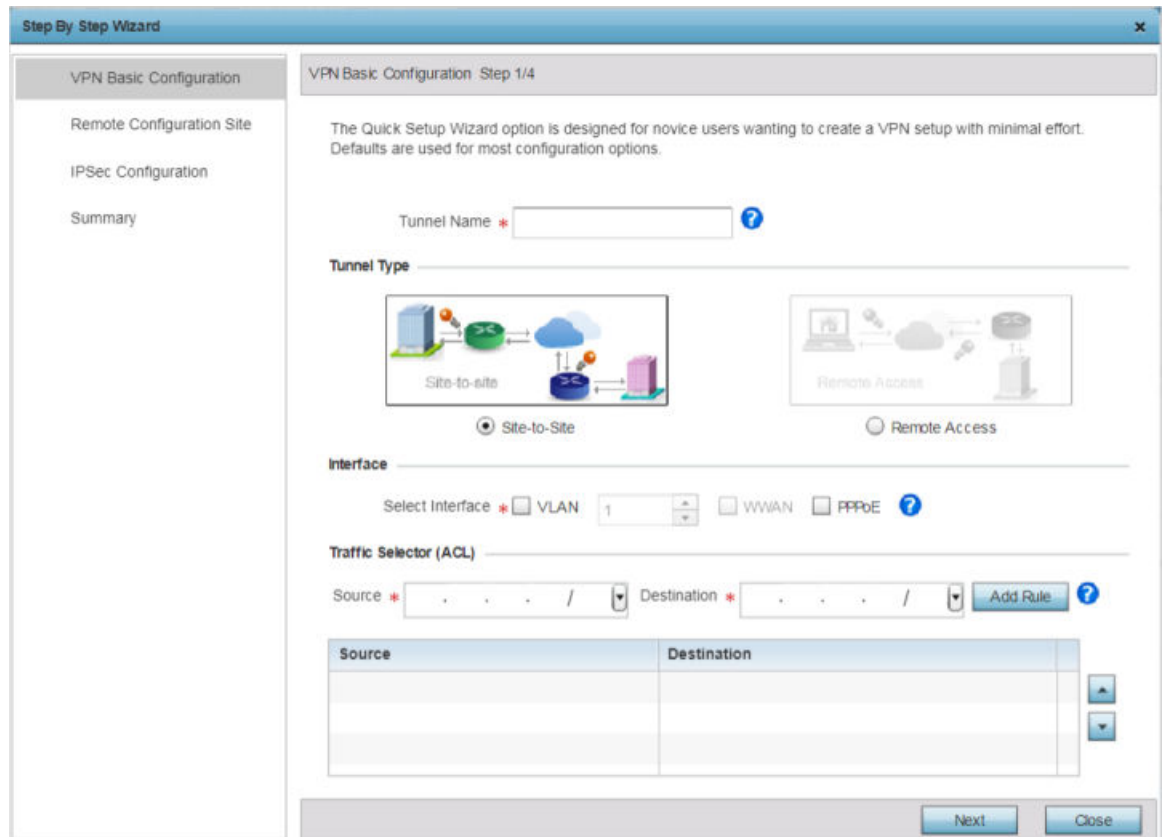 Step By Step Wizard
VPN Basic Configuration
Remote Configuration Site
IPSec Configuration
Summary
VPN Basic Configuration Step 1/4
The Quick Setup Wizard option is designed for novice users wanting to create a VPN setup with minimal effort.
Defaults are used for most configuration options.
Tunnel Name *
Tunnel Type
Site-to-site
Remote Access
Site-to-Site
Remote Access
Interface
Select Interface * VLAN 1 WWAN PPPoE
Traffic Selector (ACL)
Source * . . . / Destination * . . . / Add Rule
Source Destination
Next Close